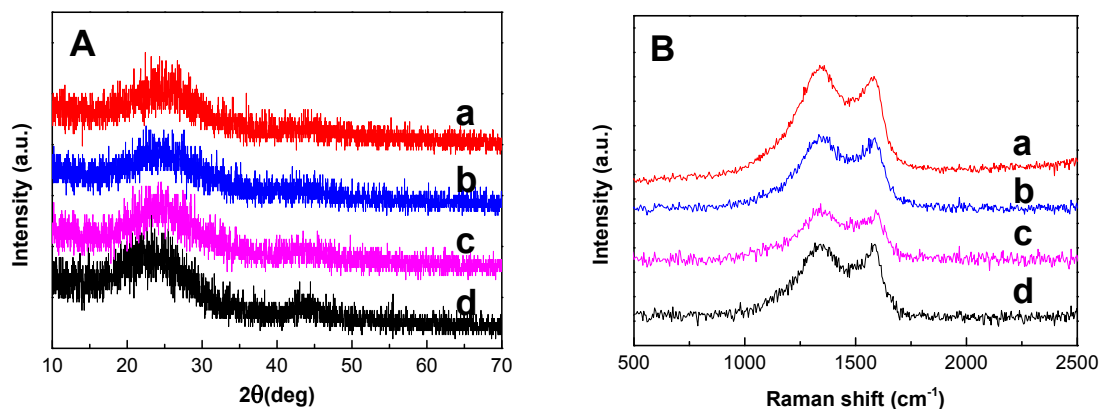 A
a
b
c
d
Intensity (a.u.)
10 20 30 40 50 60 70
2θ(deg)
B
a
b
c
d
Intensity (a.u.)
500 1000 1500 2000 2500
Raman shift (cm⁻¹)